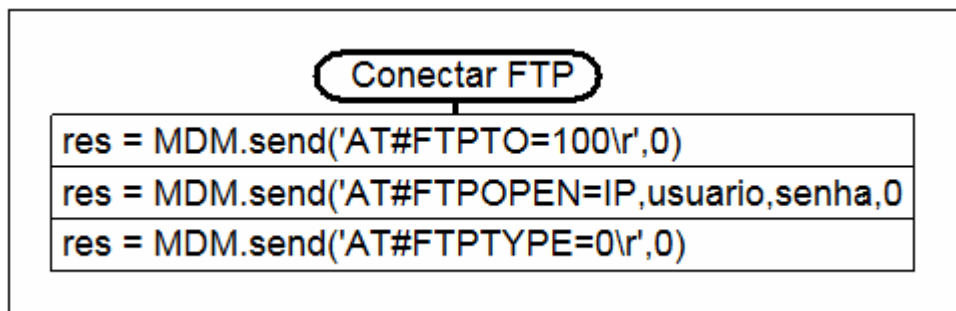 Conectar FTP
res = MDM.send('AT#FTPTO=100\r',0)
res = MDM.send('AT#FTPOPEN=IP,usuario,senha,0
res = MDM.send('AT#FTPTYPE=0\r',0)